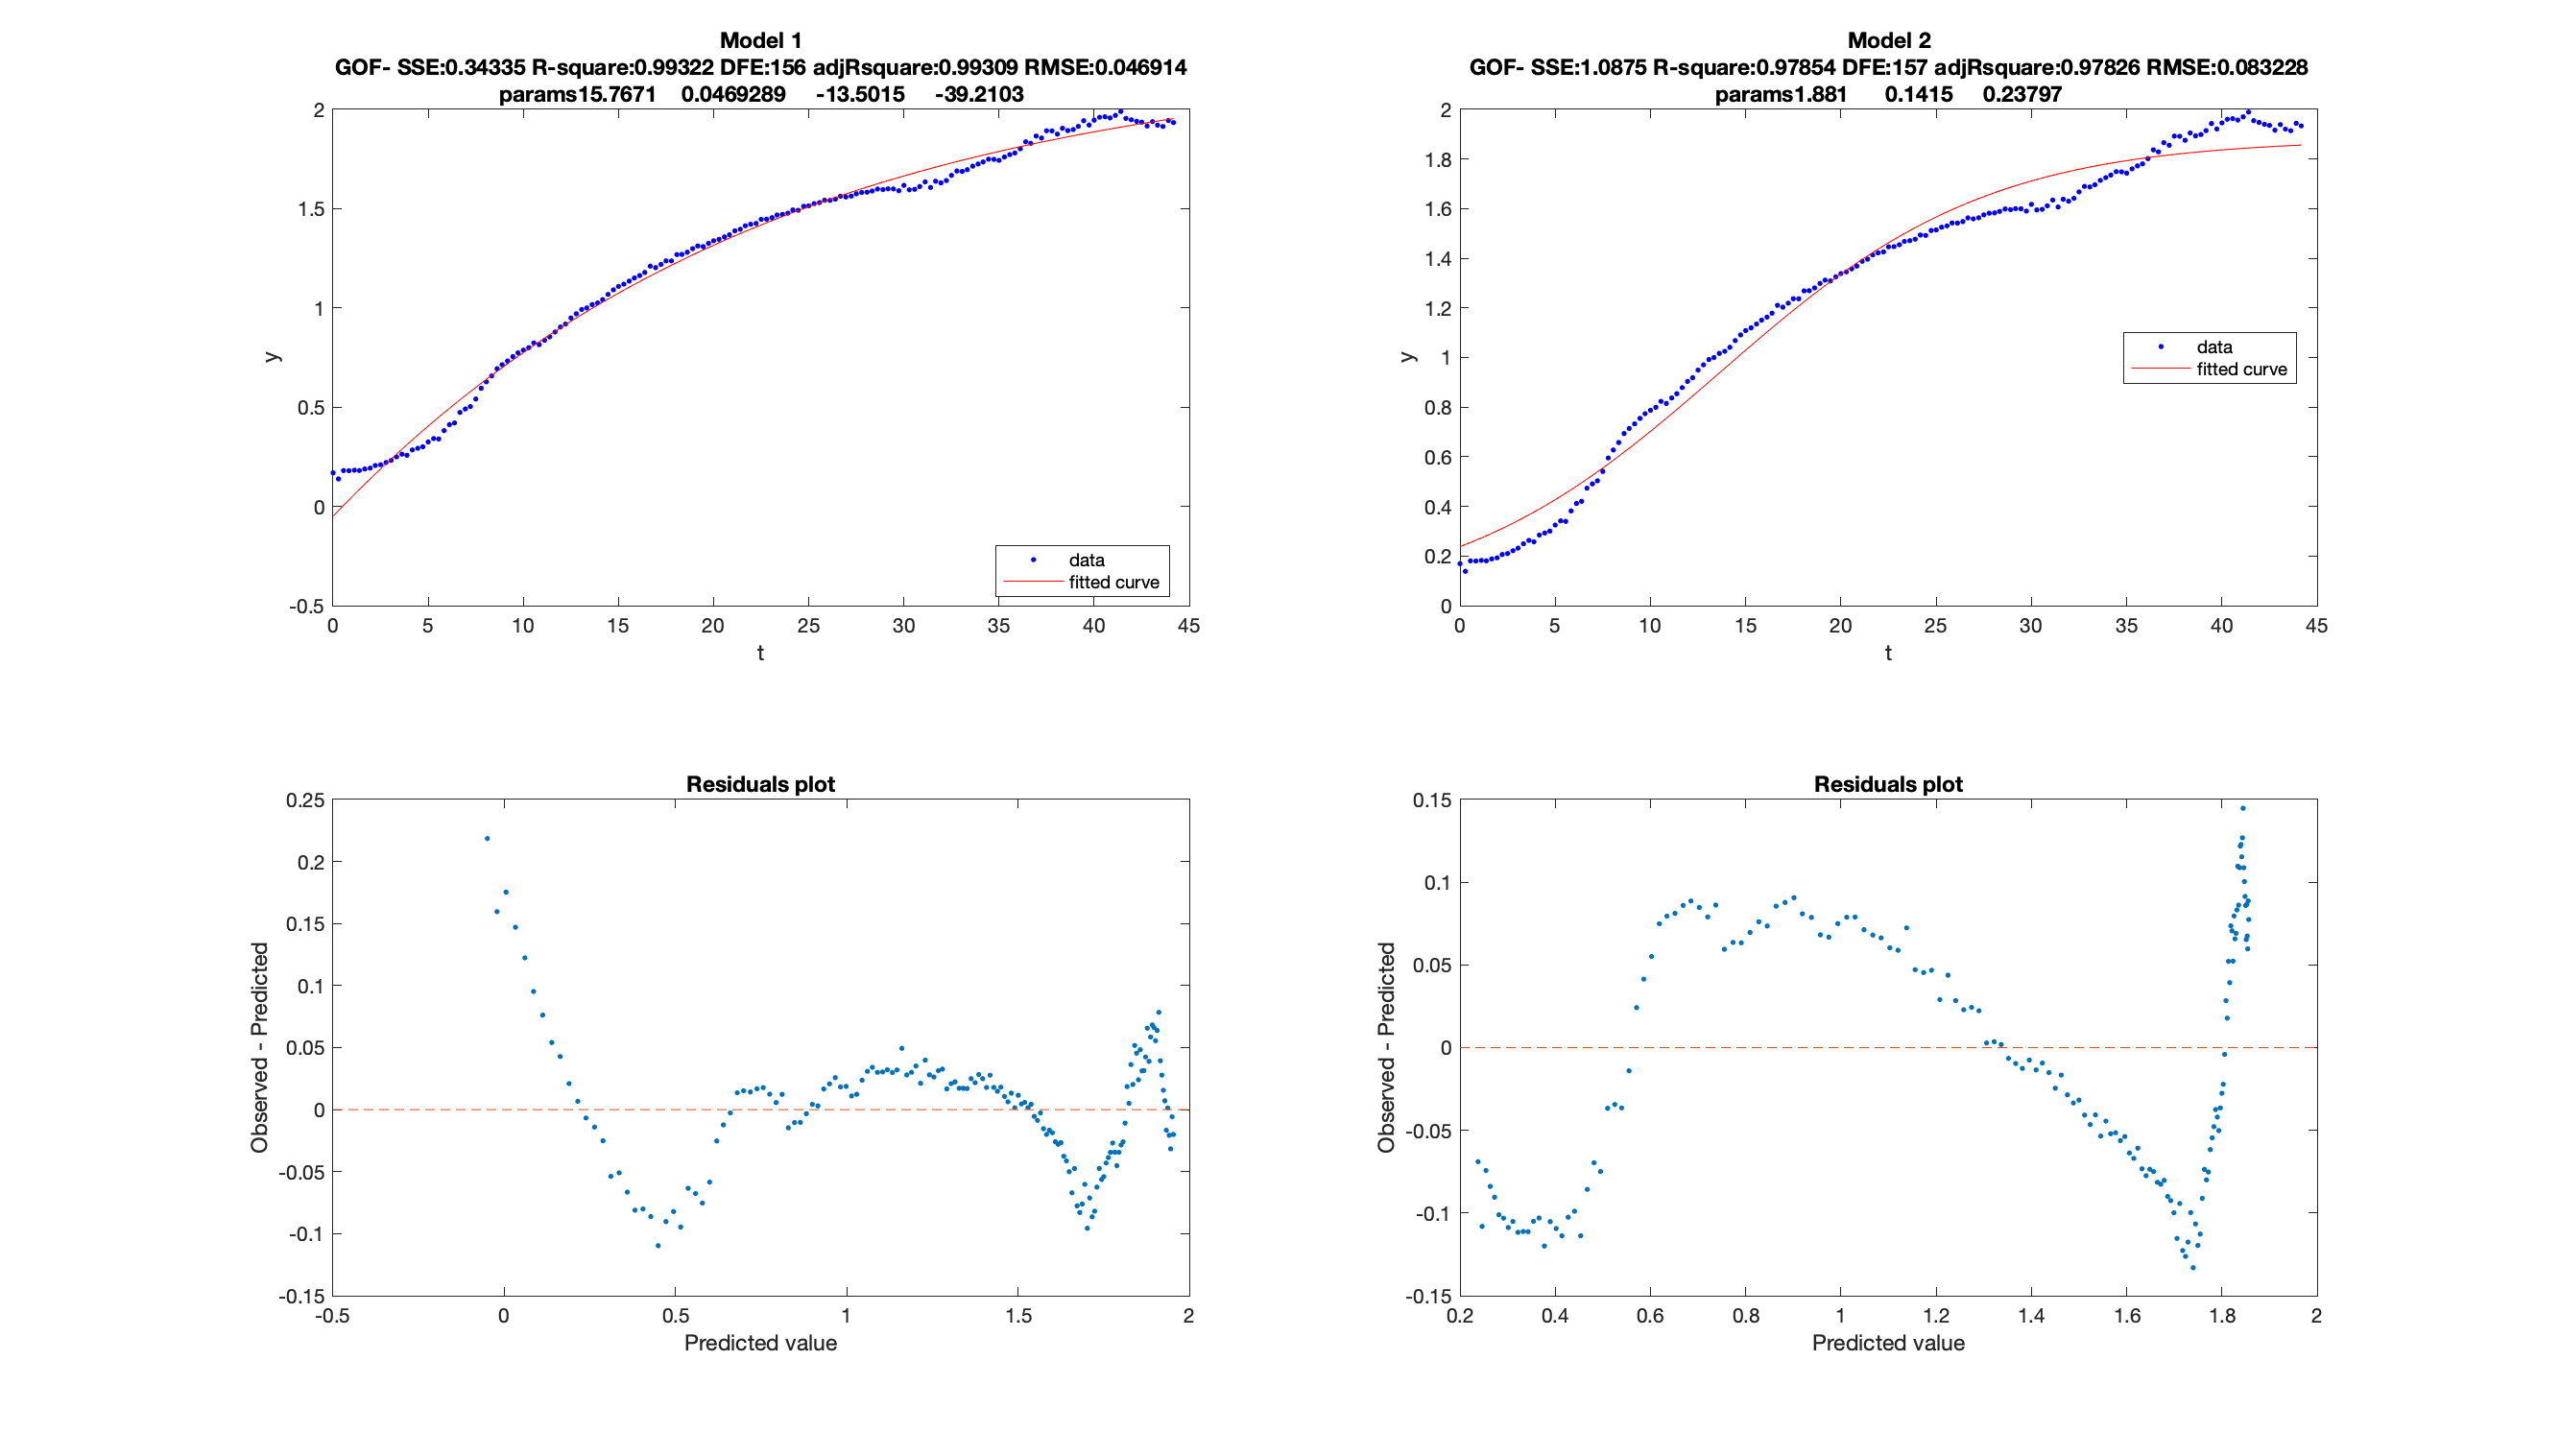 Model 1
GOF- SSE:0.34335 R-square:0.99322 DFE:156 adjRsquare:0.99309 RMSE:0.046914
params15.7671 0.0469289 -13.5015 -39.2103
2
1.5
1
0.5
0
-0.5
y
0 5 10 15 20 25 30 35 40 45
t
data
fitted curve
Model 2
GOF- SSE:1.0875 R-square:0.97854 DFE:157 adjRsquare:0.97826 RMSE:0.083228
params1.881 0.1415 0.23797
2
1.8
1.6
1.4
1.2
1
0.8
0.6
0.4
0.2
0
y
0 5 10 15 20 25 30 35 40 45
t
data
fitted curve
Residuals plot
0.25
0.2
0.15
0.1
0.05
0
-0.05
-0.1
-0.15
Observed - Predicted
-0.5 0 0.5 1 1.5 2
Predicted value
Residuals plot
0.15
0.1
0.05
0
-0.05
-0.1
-0.15
Observed - Predicted
0.2 0.4 0.6 0.8 1 1.2 1.4 1.6 1.8 2
Predicted value